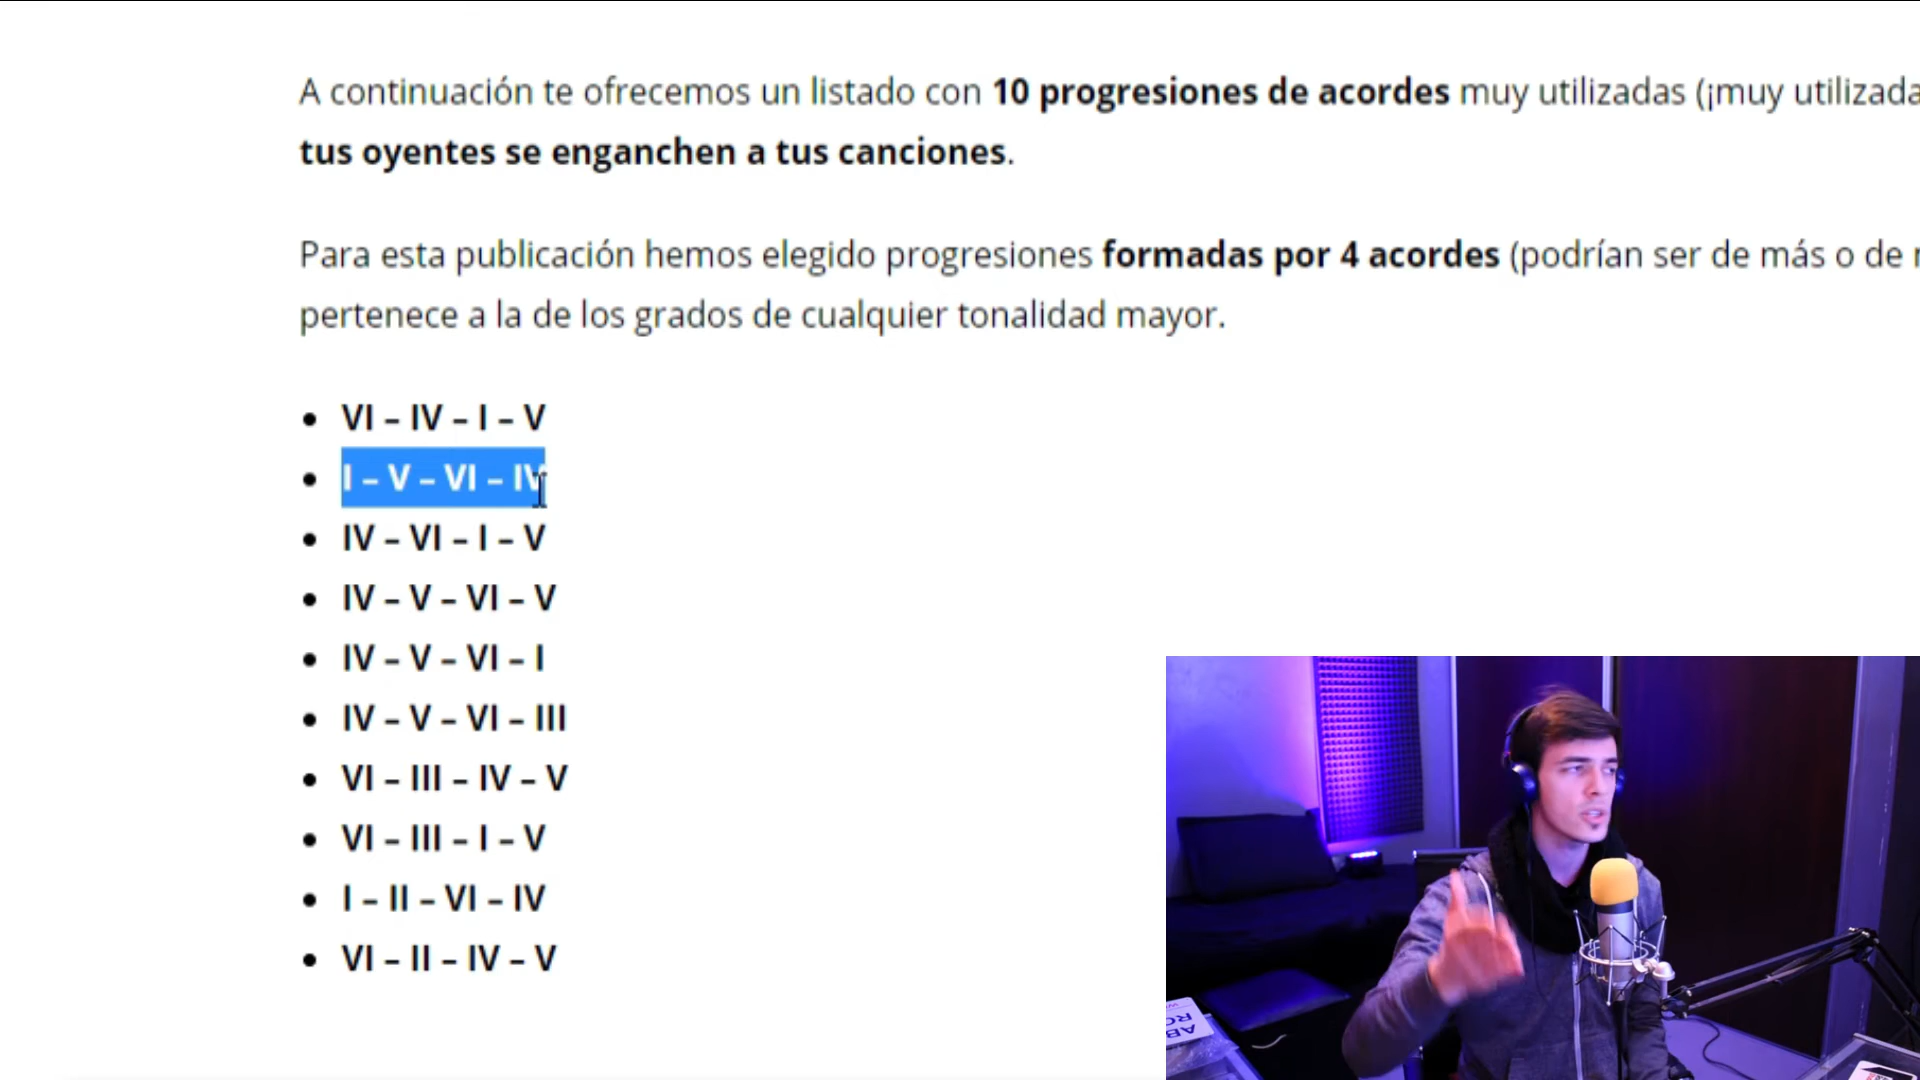 A continuación te ofrecemos un listado con 10 progresiones de acordes muy utilizadas (¡muy
tus oyentes se enganchen a tus canciones.
Para esta publicación hemos elegido progresiones formadas por 4 acordes (podrían ser de más o de
pertenece a la de los grados de cualquier tonalidad mayor.
• VI – IV – I – V
• I – V – VI – IV
• IV – VI – I – V
• IV – V – VI – V
• IV – V – VI – I
• IV – V – VI – III
• VI – III – IV – V
• VI – III – I – V
• I – II – VI – IV
• VI – II – IV – V